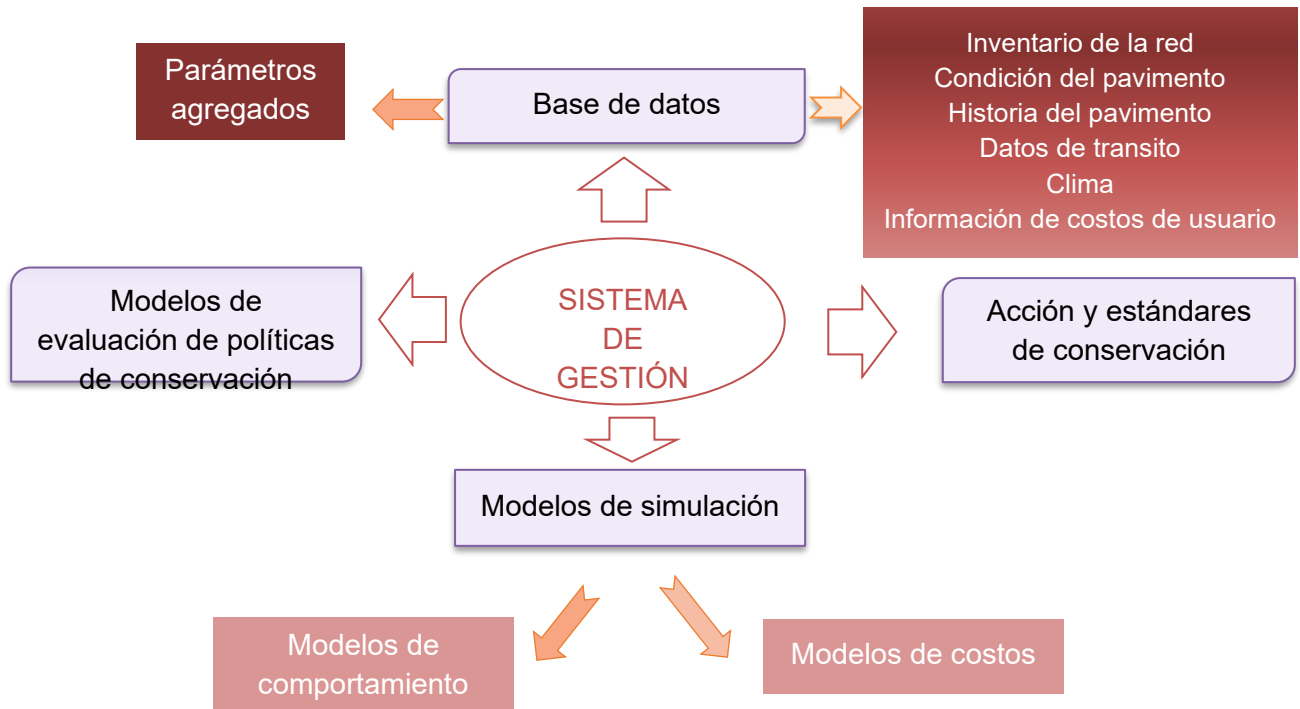 Parámetros
agregados
Base de datos
Inventario de la red
Condición del pavimento
Historia del pavimento
Datos de transito
Clima
Información de costos de usuario
Modelos de
evaluación de políticas
de conservación
SISTEMA
DE
GESTIÓN
Acción y estándares
de conservación
Modelos de simulación
Modelos de
comportamiento
Modelos de costos